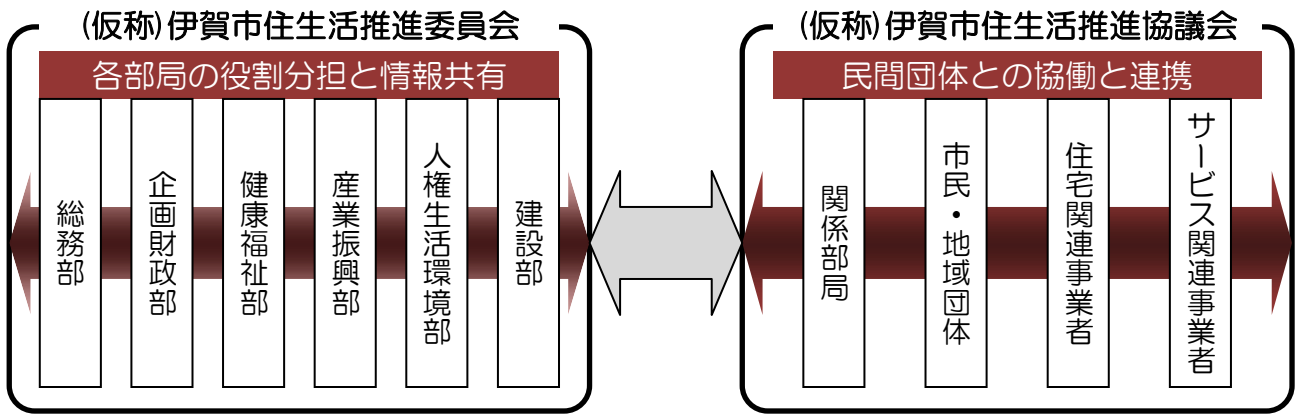 (仮称)伊賀市住生活推進委員会
各部局の役割分担と情報共有
総務部
企画財政部
健康福祉部
産業振興部
人権生活環境部
建設部
(仮称)伊賀市住生活推進協議会
民間団体との協働と連携
関係部局
市民・地域団体
住宅関連事業者
サービス関連事業者